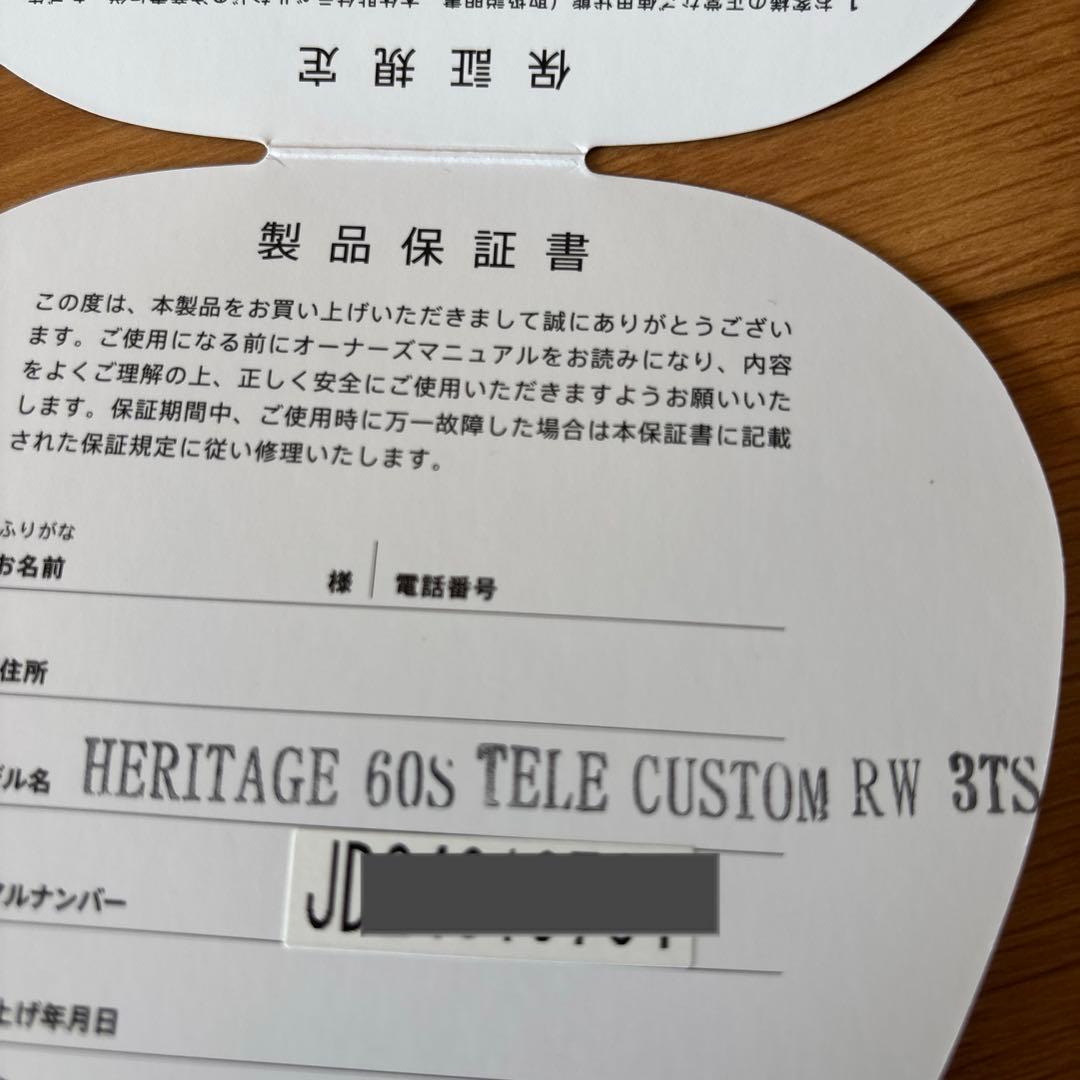 保証規定
製品保証書
この度は、本製品をお買い上げいただきまして誠にありがとうござい
ます。ご使用になる前にオーナーズマニュアルをお読みになり、内容
をよくご理解の上、正しく安全にご使用いただきますようお願いいた
します。保証期間中、ご使用時に万一故障した場合は本保証書に記載
された保証規定に従い修理いたします。
ふりがな
お名前 様 電話番号
住所
デル名 HERITAGE 60S TELE CUSTOM RW 3TS
アルナンバー JD
上げ年月日